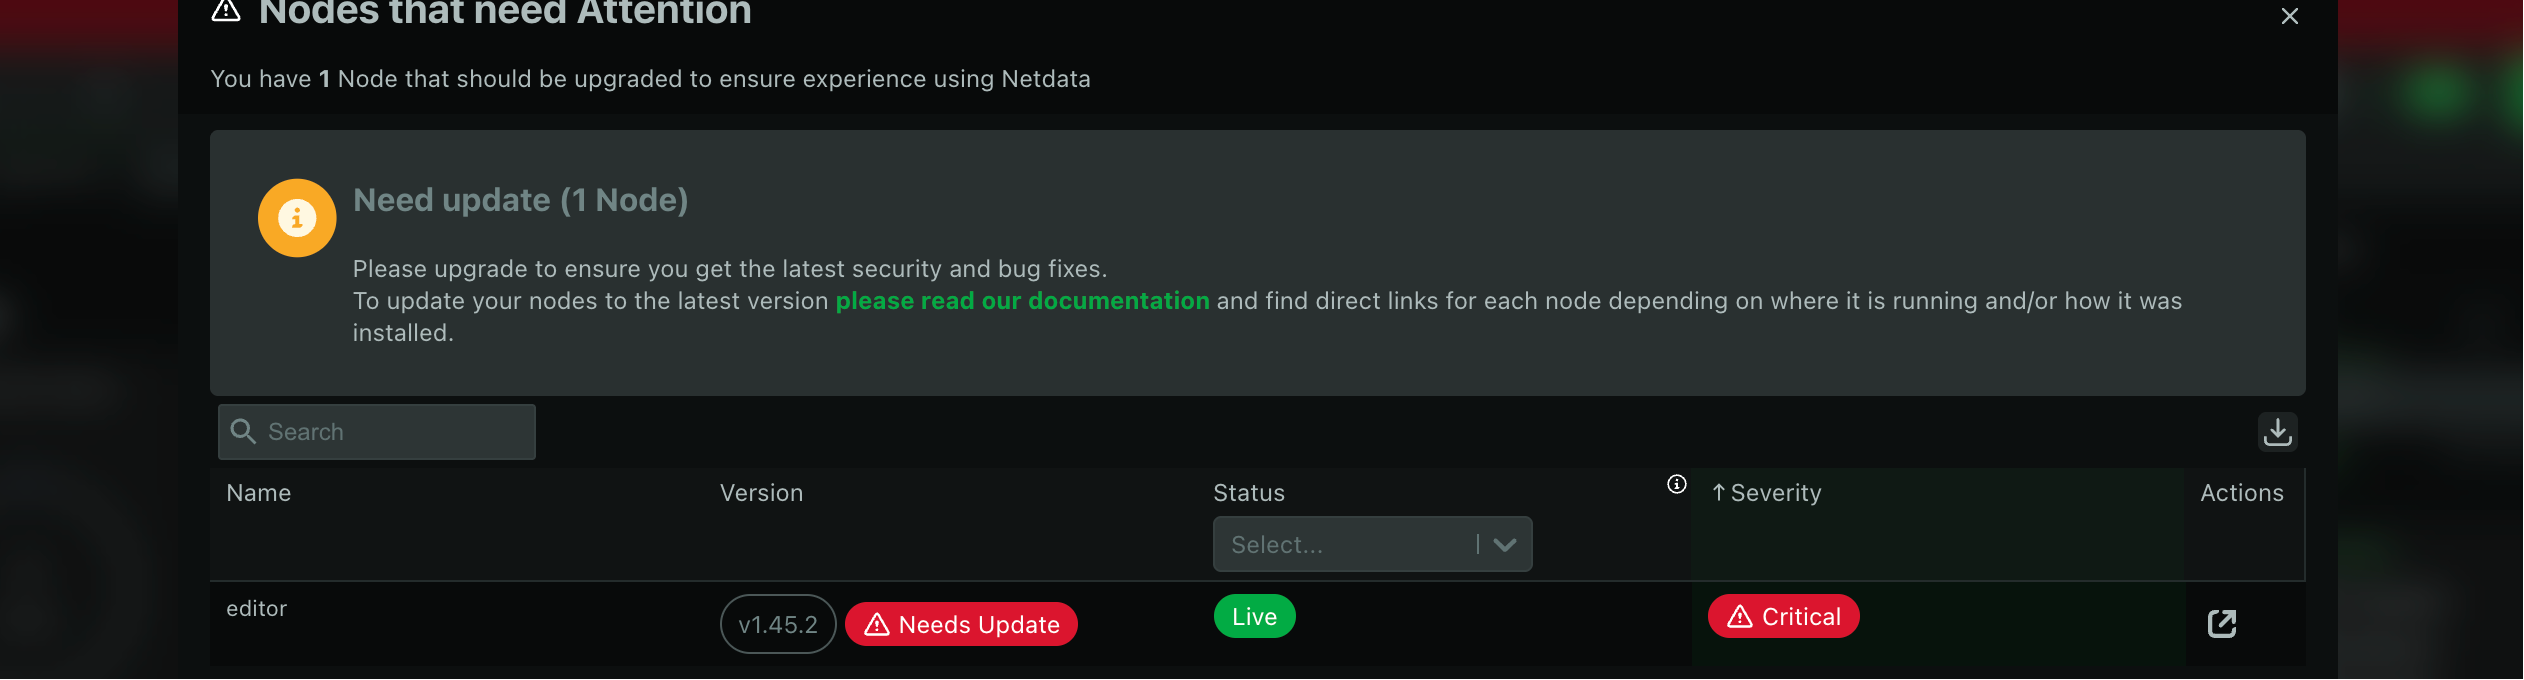 Nodes that need Attention
You have 1 Node that should be upgraded to ensure experience using Netdata
Need update (1 Node)
Please upgrade to ensure you get the latest security and bug fixes.
To update your nodes to the latest version please read our documentation and find direct links for each node depending on where it is running and/or how it was
installed.
Search
Name Version Status ↑ Severity Actions
Select...
editor v1.45.2 Needs Update Live Critical